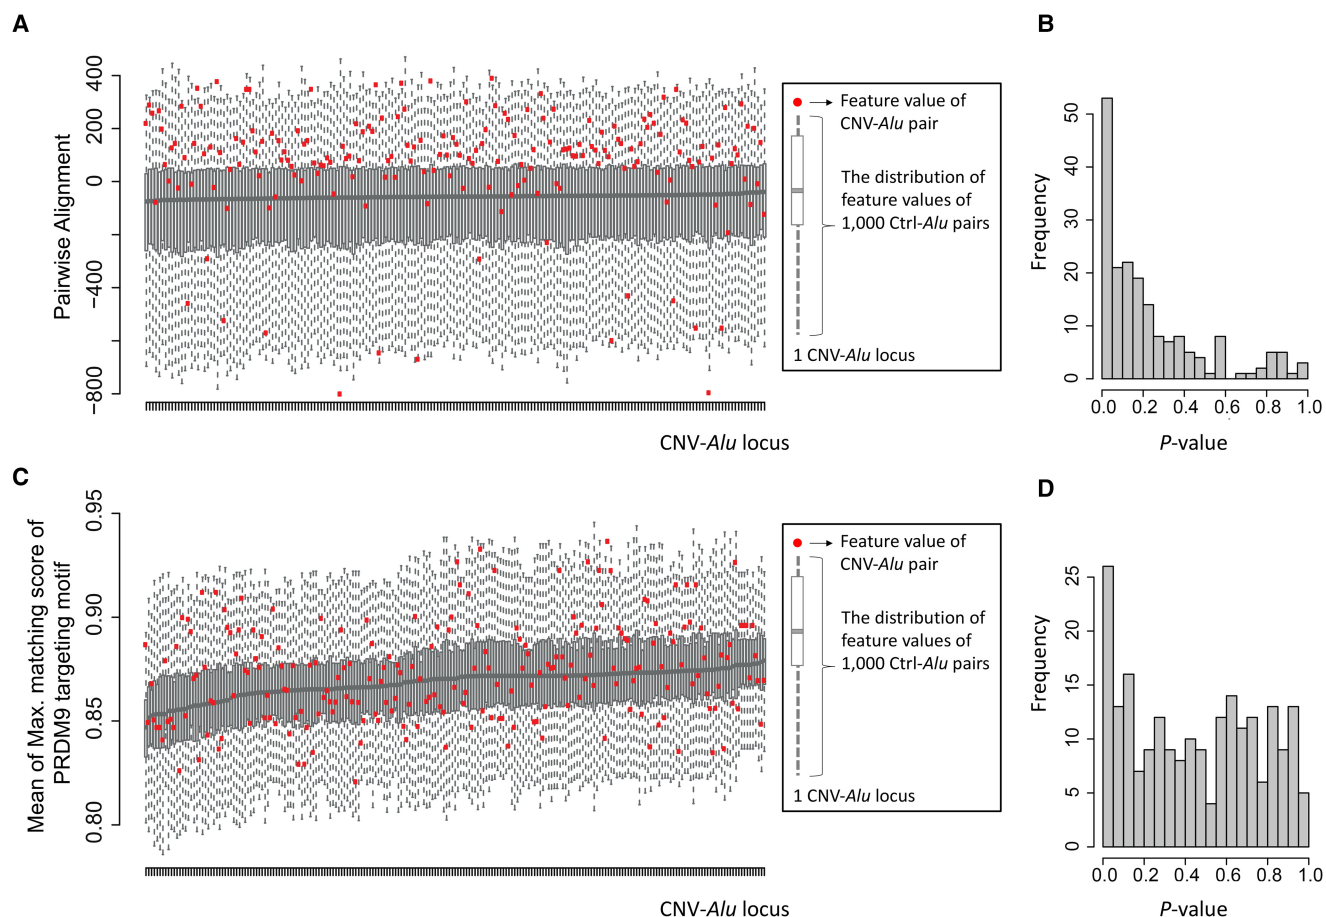 A
Pairwise Alignment
400
200
0
−400
−800
CNV-Alu locus
Feature value of
CNV-Alu pair
The distribution of
feature values of
1,000 Ctrl-Alu pairs
1 CNV-Alu locus
B
Frequency
50
40
30
20
10
0
0.0 0.2 0.4 0.6 0.8 1.0
P-value
C
Mean of Max. matching score of
PRDM9 targeting motif
0.95
0.90
0.85
0.80
CNV-Alu locus
Feature value of
CNV-Alu pair
The distribution of
feature values of
1,000 Ctrl-Alu pairs
1 CNV-Alu locus
D
Frequency
25
20
15
10
5
0
0.0 0.2 0.4 0.6 0.8 1.0
P-value